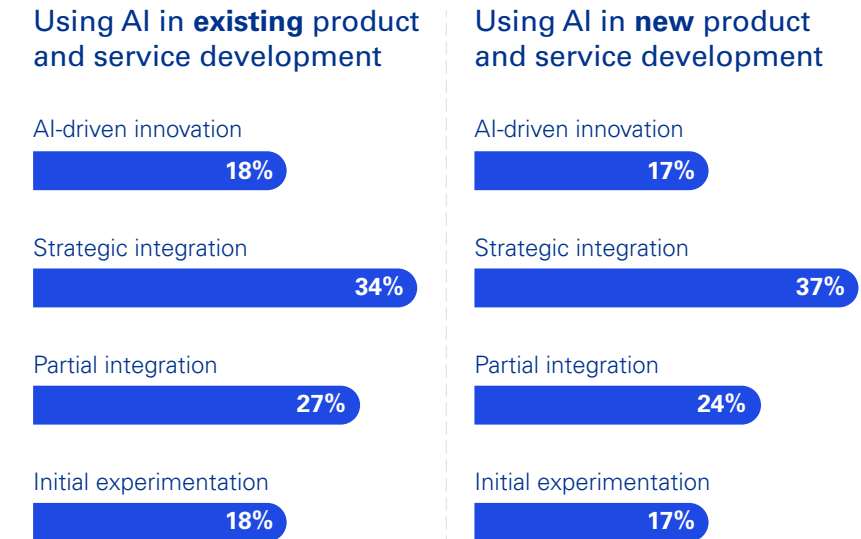 Using AI in existing product
and service development
AI-driven innovation
18%
Strategic integration
34%
Partial integration
27%
Initial experimentation
18%
Using AI in new product
and service development
AI-driven innovation
17%
Strategic integration
37%
Partial integration
24%
Initial experimentation
17%